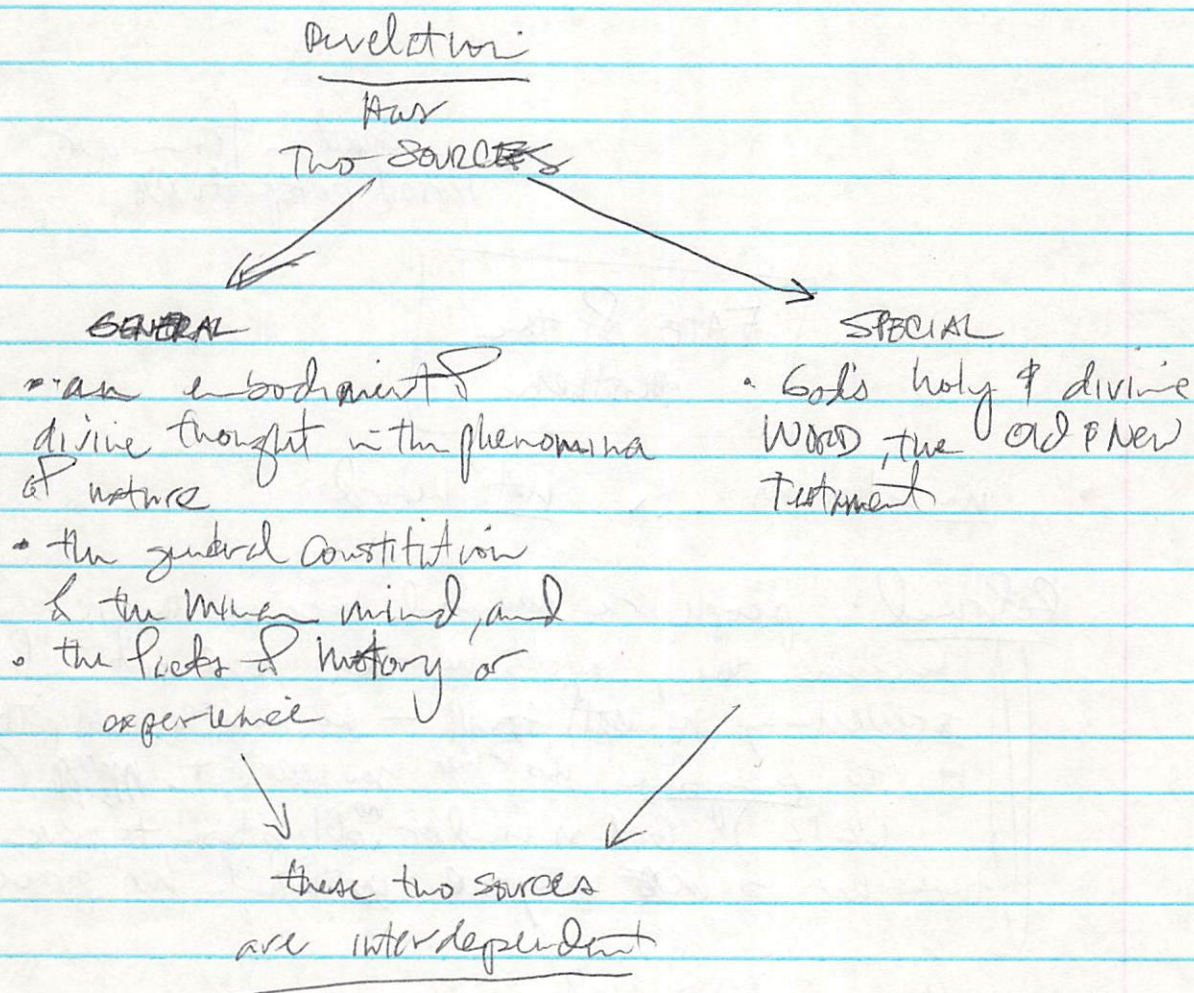 Revelation
Has
Two SOURCES
GENERAL
• an embodiment of
divine thought in the phenomina
of nature
• the general constitution
of the human mind, and
• the facts of history or
experience
SPECIAL
• God's holy & divine
WORD, the Old & New
Testament
these two sources
are interdependent